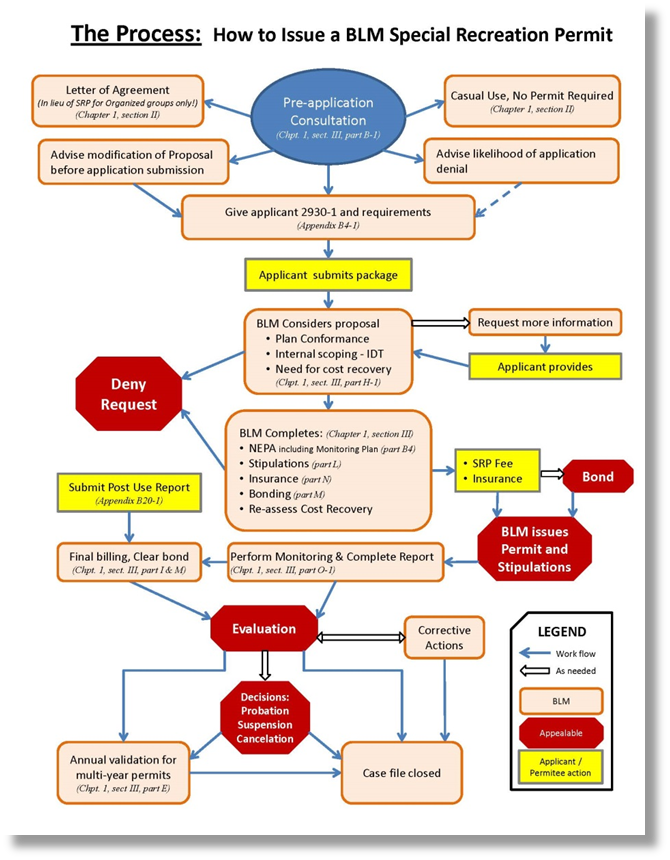 The Process: How to Issue a BLM Special Recreation Permit
Letter of Agreement
(In lieu of SRP for Organized groups only!)
(Chapter 1, section II)
Pre-application
Consultation
(Chpt. 1, sect. III, part B-1)
Casual Use, No Permit Required
(Chapter 1, section II)
Advise modification of Proposal
before application submission
Advise likelihood of application
denial
Give applicant 2930-1 and requirements
(Appendix B4-1)
Applicant submits package
BLM Considers proposal
• Plan Conformance
• Internal scoping - IDT
• Need for cost recovery
(Chpt. 1, sect. III, part H-1)
Request more information
Applicant provides
Deny
Request
BLM Completes: (Chapter 1, section III)
• NEPA including Monitoring Plan (part B4)
• Stipulations (part L)
• Insurance (part N)
• Bonding (part M)
• Re-assess Cost Recovery
• SRP Fee
• Insurance
Bond
Submit Post Use Report
(Appendix B20-1)
BLM issues
Permit and
Stipulations
Final billing, Clear bond
(Chpt. 1, sect. III, part I & M)
Perform Monitoring & Complete Report
(Chpt. 1, sect. III, part O-1)
Evaluation
Corrective
Actions
Decisions:
Probation
Suspension
Cancelation
Annual validation for
multi-year permits
(Chpt. 1, sect III, part E)
Case file closed
LEGEND
Work flow
As needed
BLM
Appealable
Applicant /
Permitee action